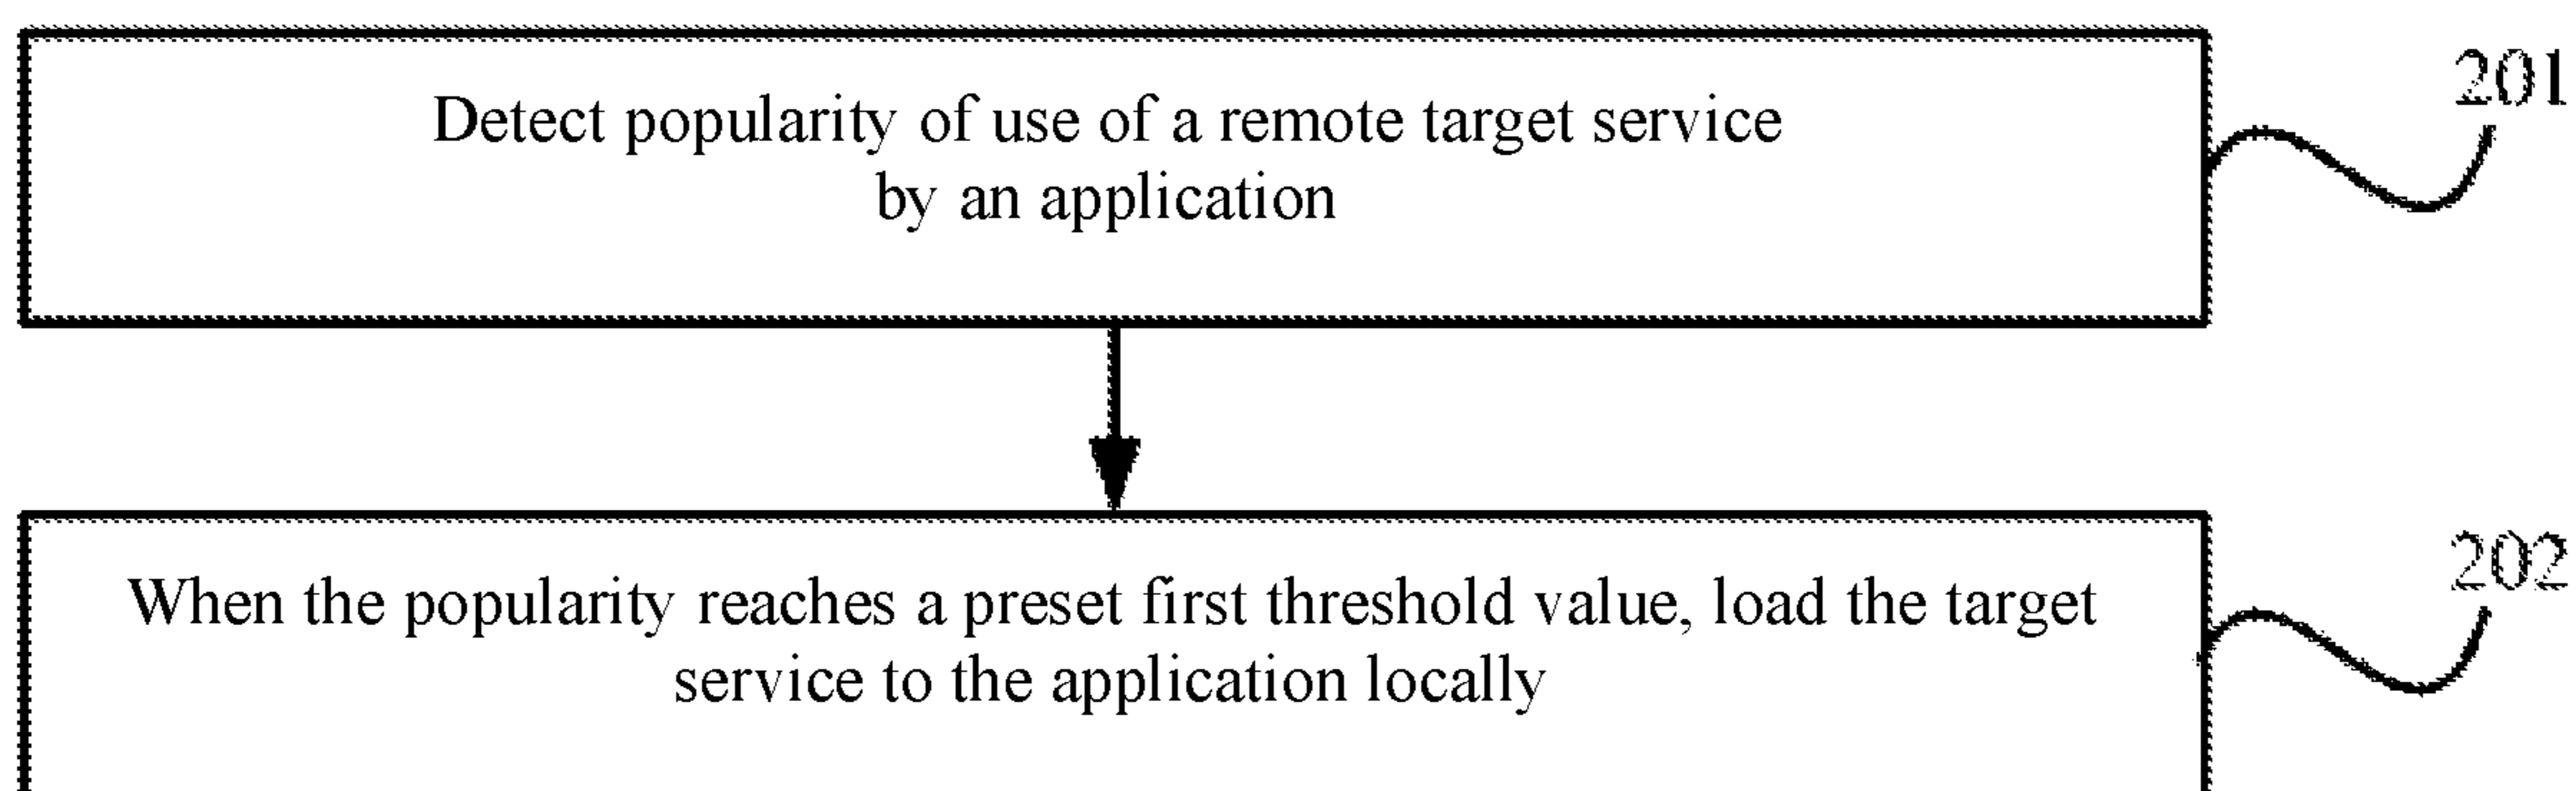 201
Detect popularity of use of a remote target service
by an application
202
When the popularity reaches a preset first threshold value, load the target
service to the application locally